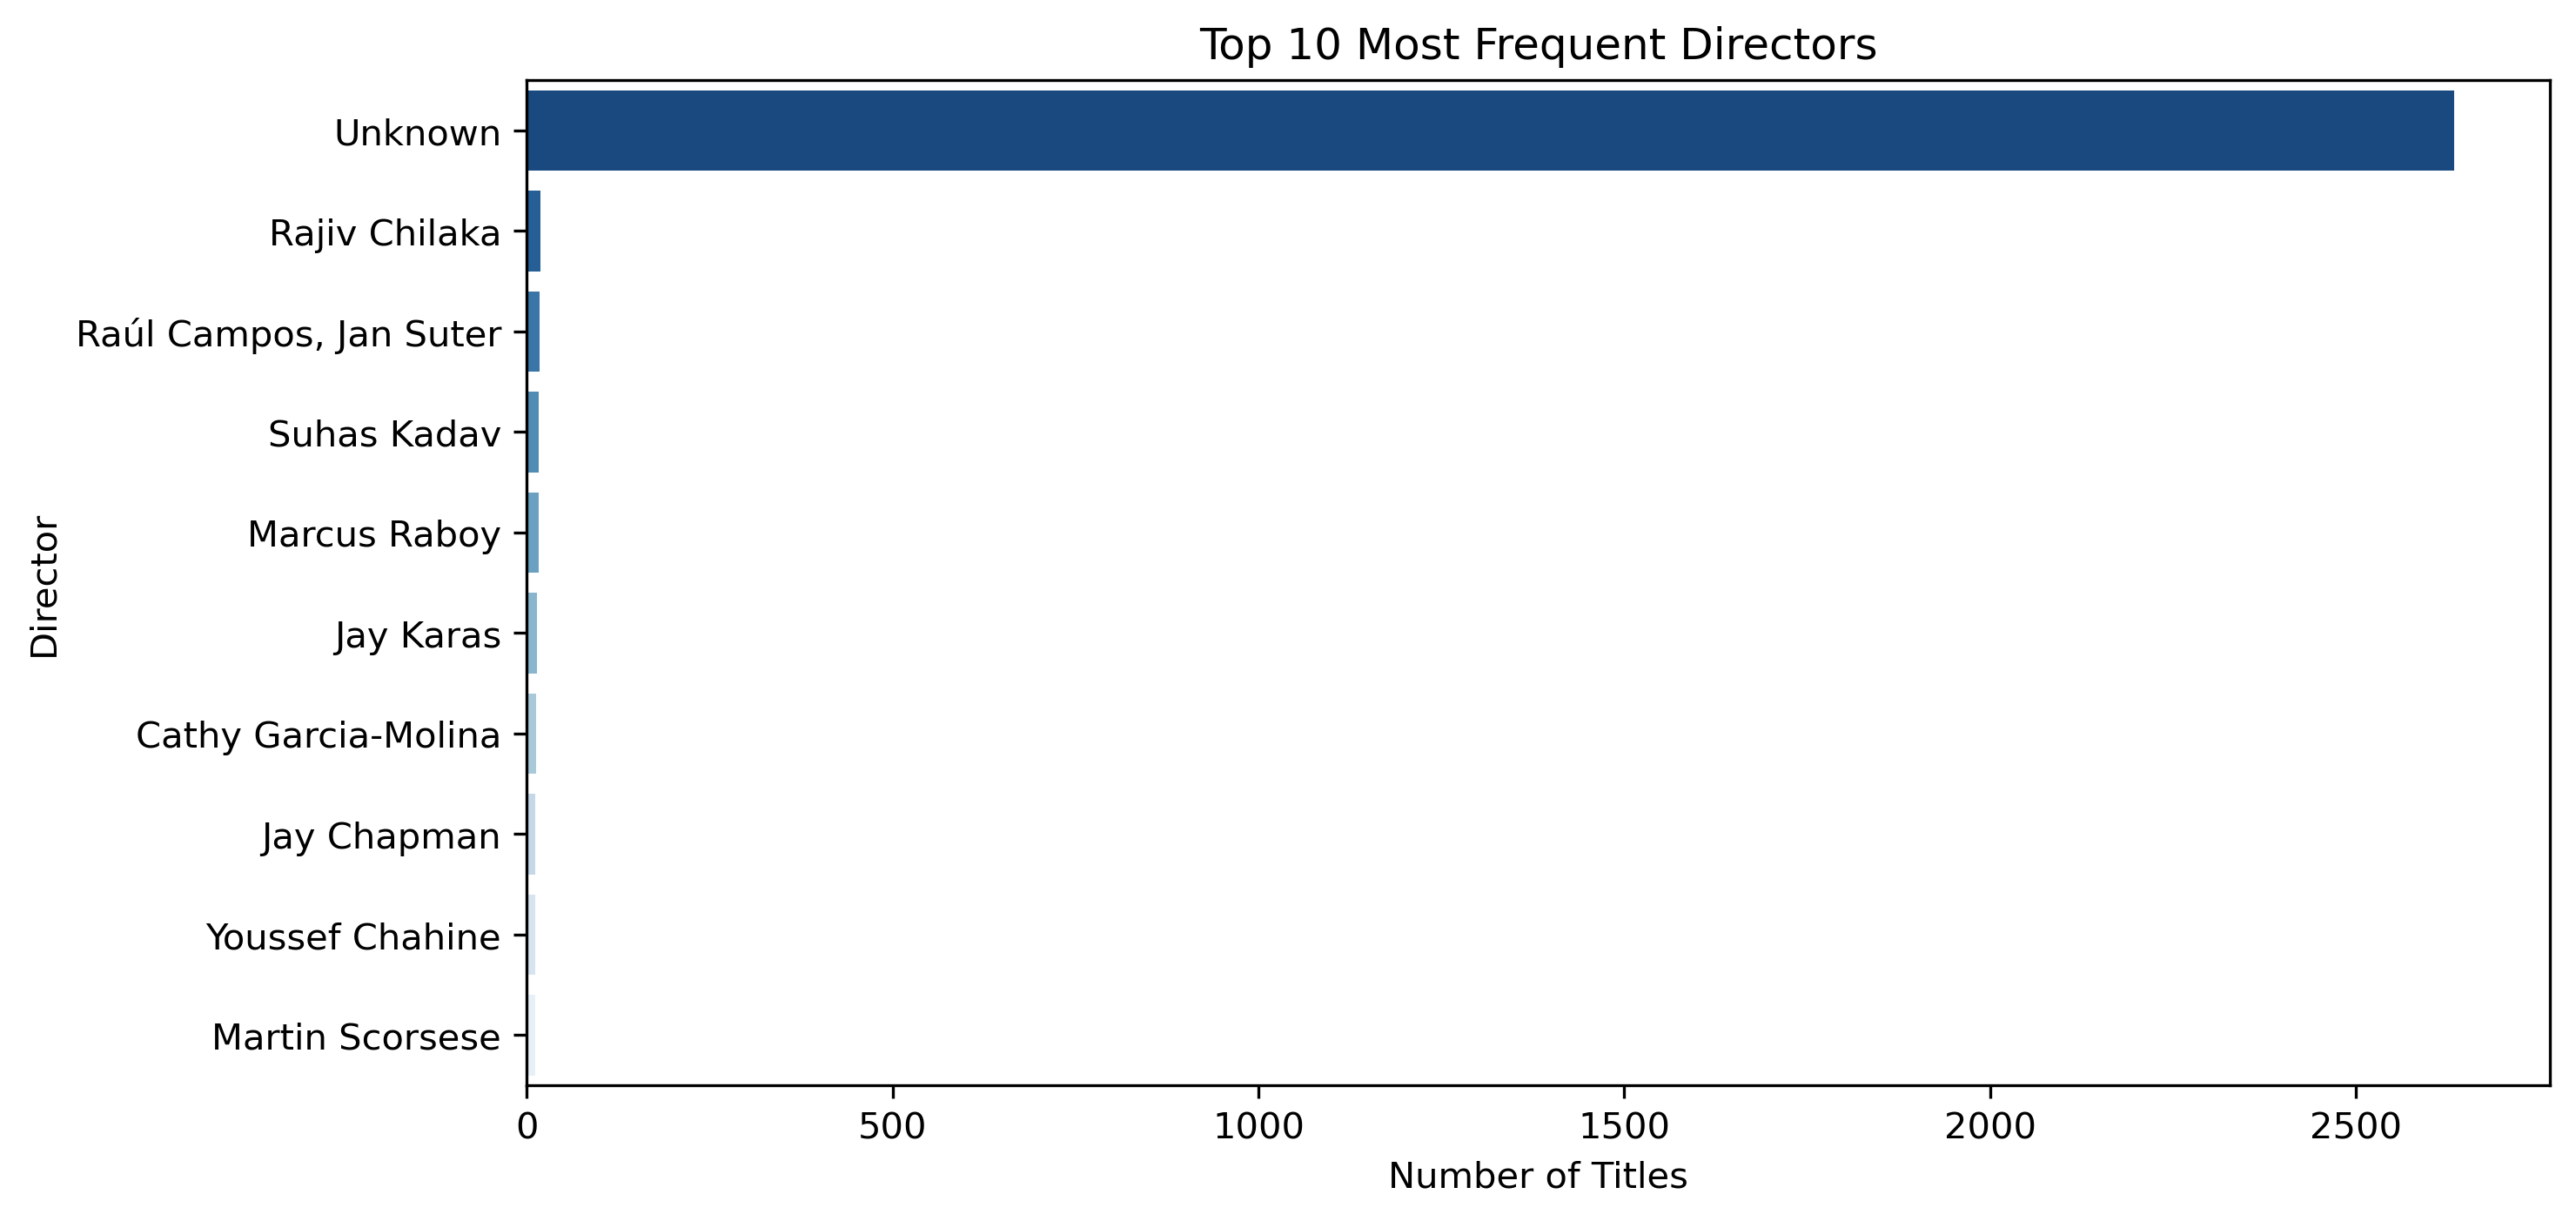 Top 10 Most Frequent Directors
Unknown
Rajiv Chilaka
Raúl Campos, Jan Suter
Suhas Kadav
Marcus Raboy
Jay Karas
Cathy Garcia-Molina
Jay Chapman
Youssef Chahine
Martin Scorsese
Director
0 500 1000 1500 2000 2500
Number of Titles